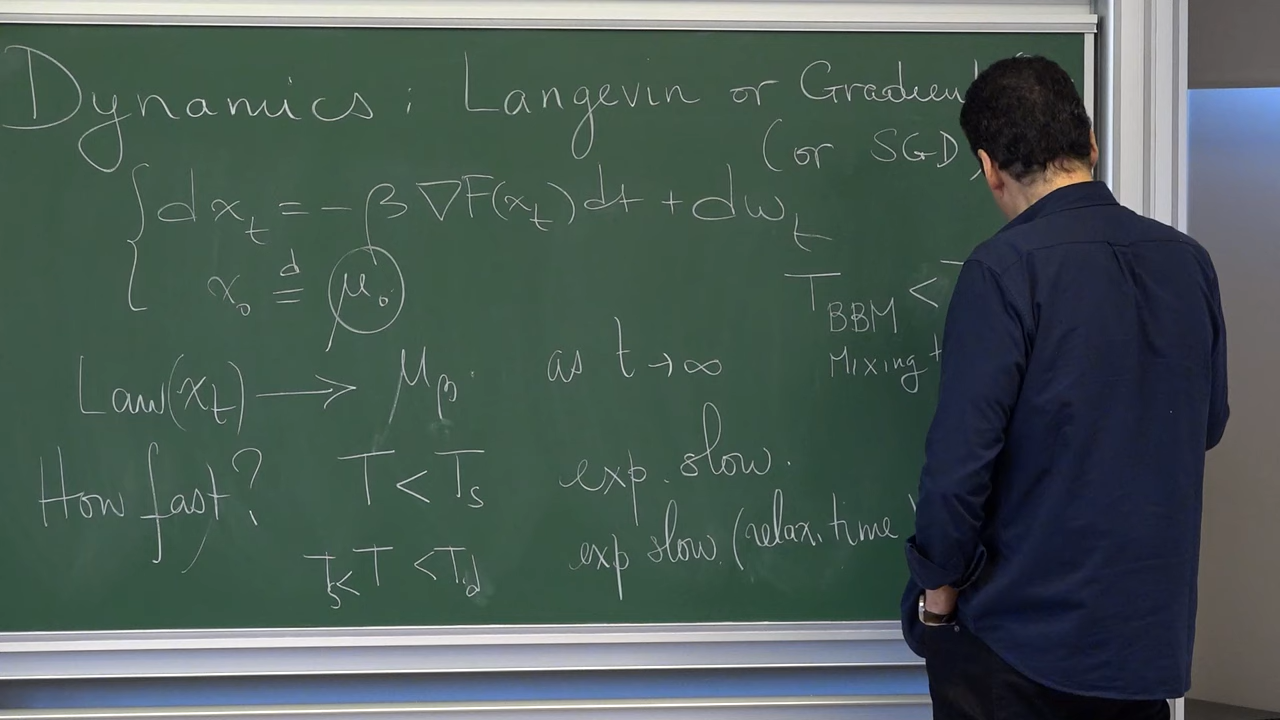 Dynamics: Langevin or Gradien
(or SGD)
dx_t = -β∇F(x_t)dt + dw_t
x_0 =^d μ_0
T_BBM <
Mixing t
Law(x_t) → μ_β. as t→∞
How fast? T < T_s exp. slow.
T_s < T < T_d exp slow. (relax. time)